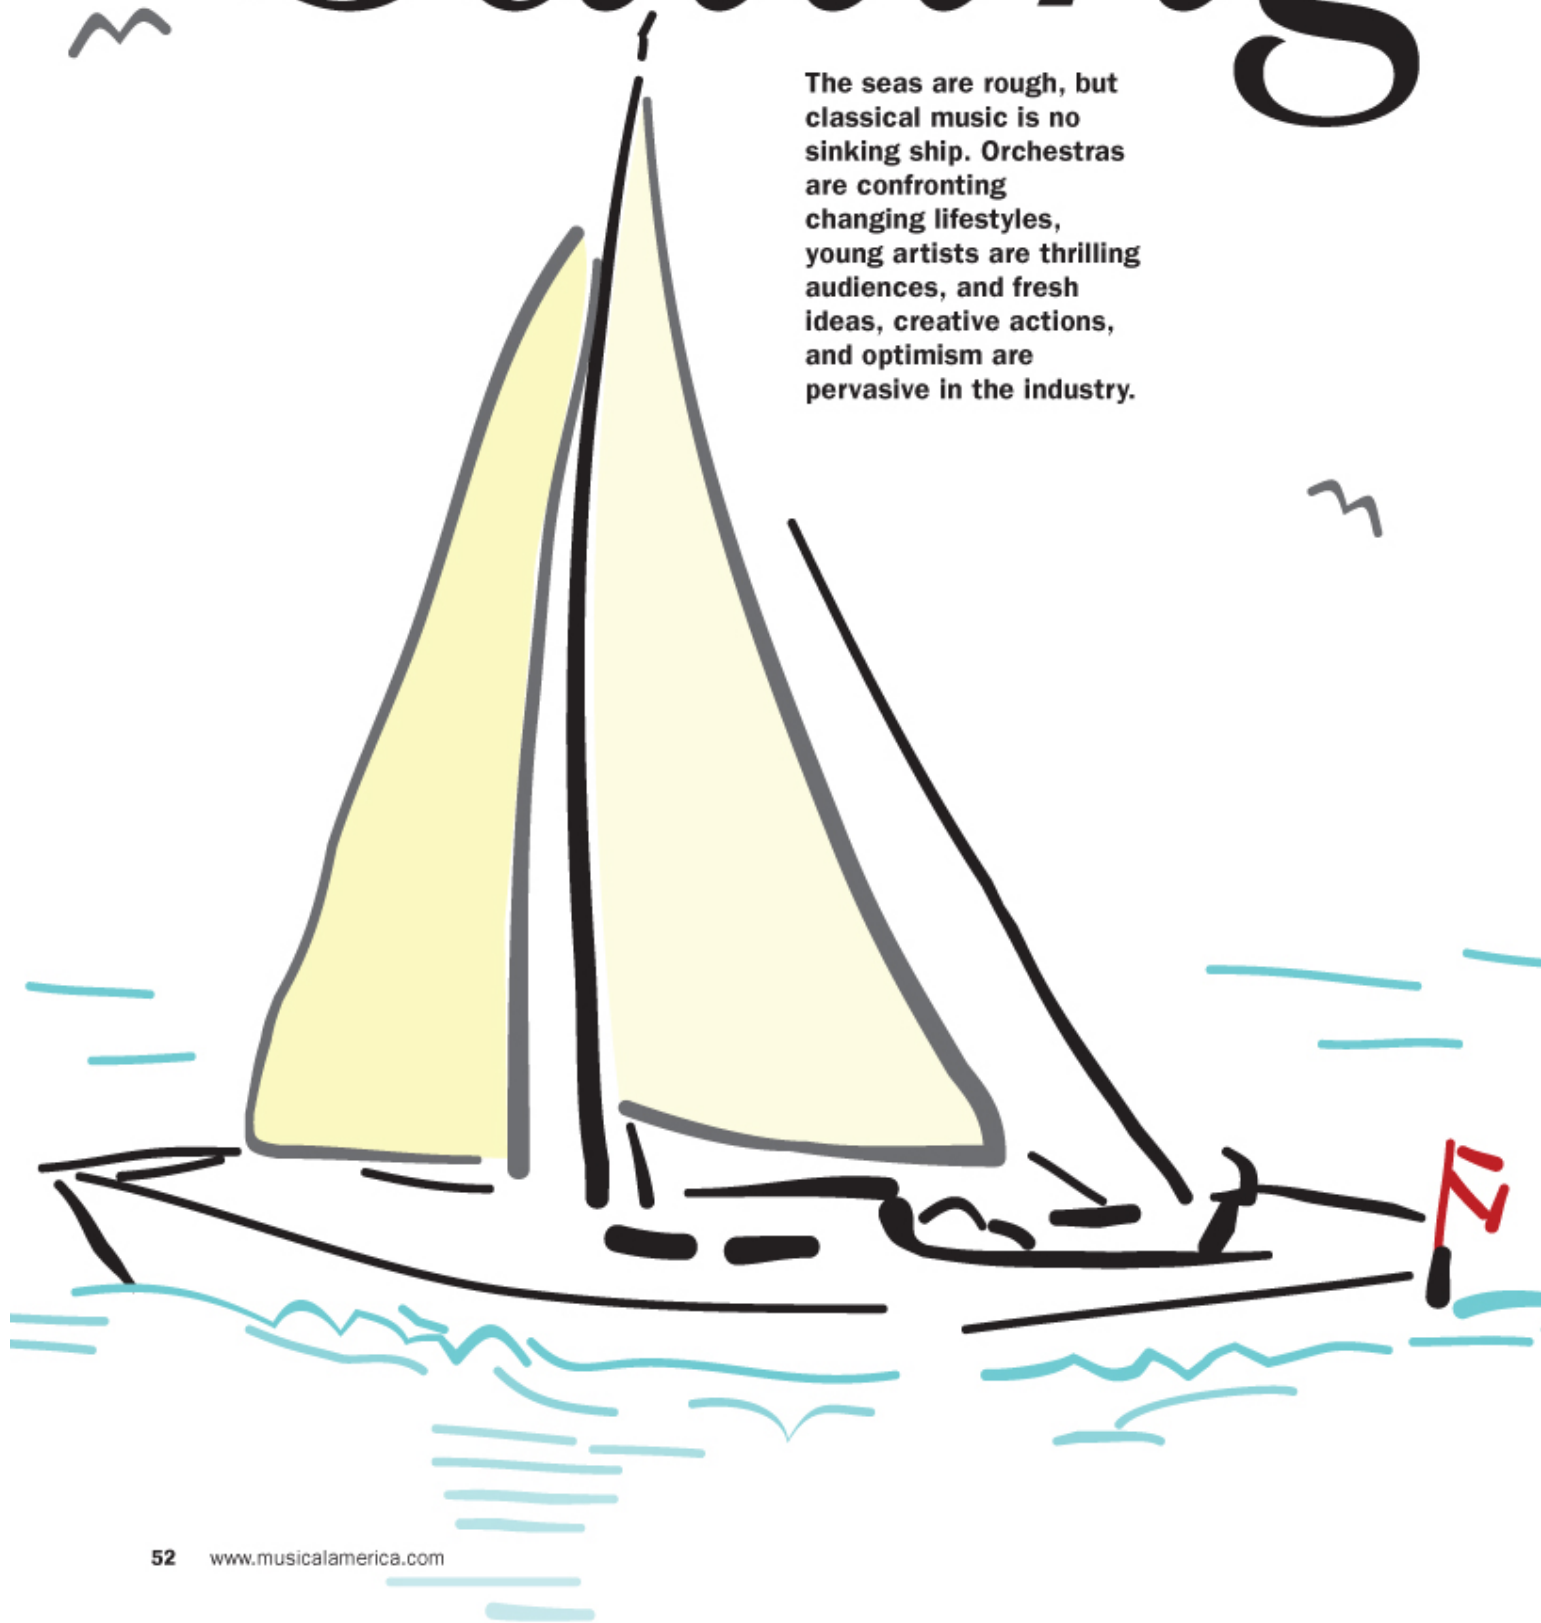 The seas are rough, but
classical music is no
sinking ship. Orchestras
are confronting
changing lifestyles,
young artists are thrilling
audiences, and fresh
ideas, creative actions,
and optimism are
pervasive in the industry.
52 www.musicalamerica.com